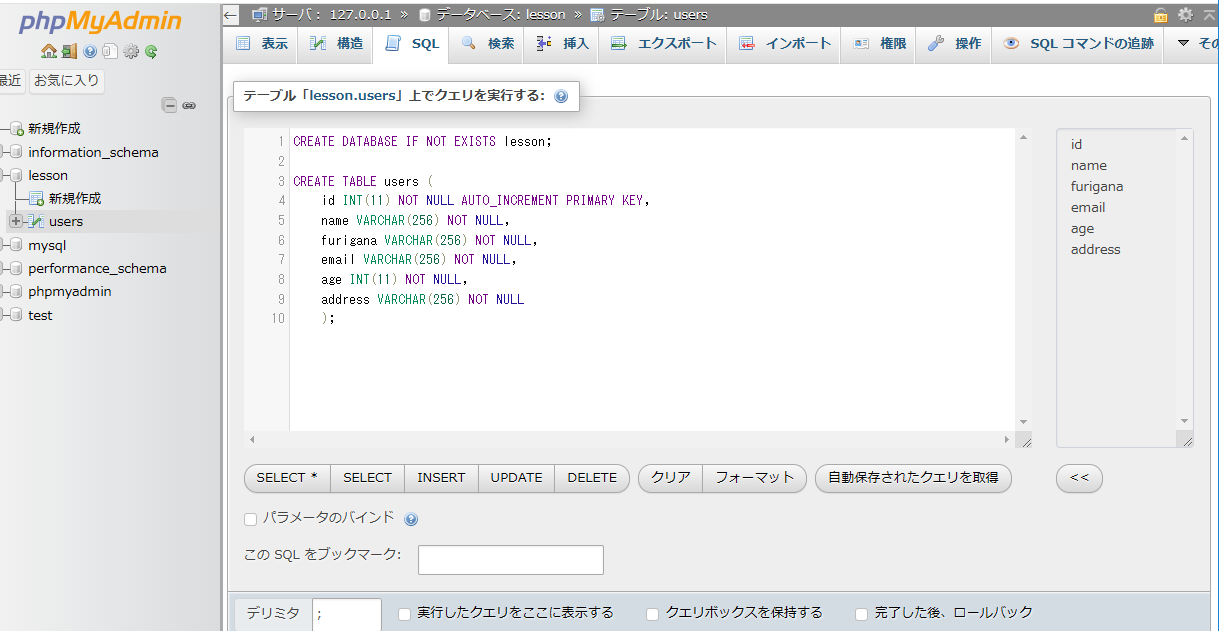 phpMyAdmin
最近 お気に入り
新規作成
information_schema
lesson
新規作成
users
mysql
performance_schema
phpmyadmin
test
サーバ: 127.0.0.1 » データベース: lesson » テーブル: users
表示 構造 SQL 検索 挿入 エクスポート インポート 権限 操作 SQL コマンドの追跡
テーブル「lesson.users」上でクエリを実行する:
1 CREATE DATABASE IF NOT EXISTS lesson;
2
3 CREATE TABLE users (
4 id INT(11) NOT NULL AUTO_INCREMENT PRIMARY KEY,
5 name VARCHAR(256) NOT NULL,
6 furigana VARCHAR(256) NOT NULL,
7 email VARCHAR(256) NOT NULL,
8 age INT(11) NOT NULL,
9 address VARCHAR(256) NOT NULL
10 );
id
name
furigana
email
age
address
SELECT * SELECT INSERT UPDATE DELETE クリア フォーマット 自動保存されたクエリを取得 <<
パラメータのバインド
この SQL をブックマーク:
デリミタ ; 実行したクエリをここに表示する クエリボックスを保持する 完了した後、ロールバック